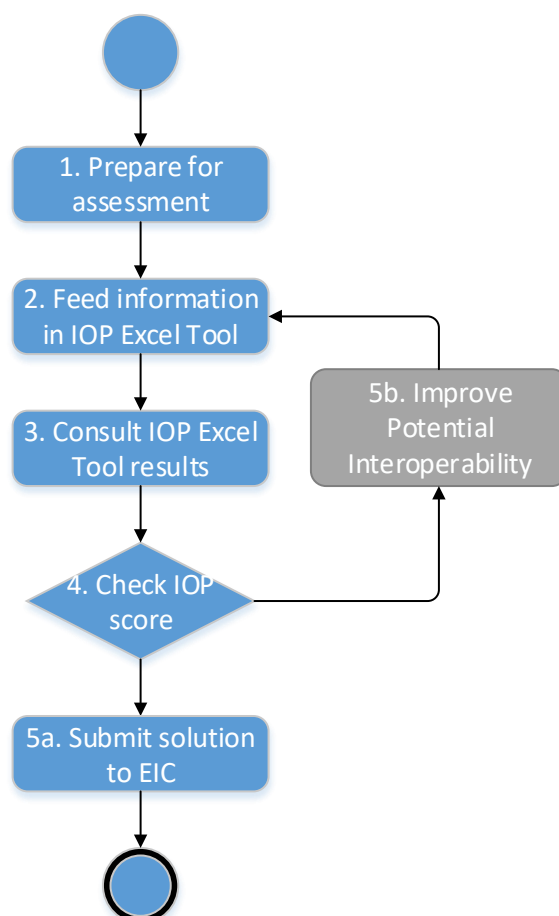 1. Prepare for
assessment
2. Feed information
in IOP Excel Tool
3. Consult IOP Excel
Tool results
5b. Improve
Potential
Interoperability
4. Check IOP
score
5a. Submit solution
to EIC